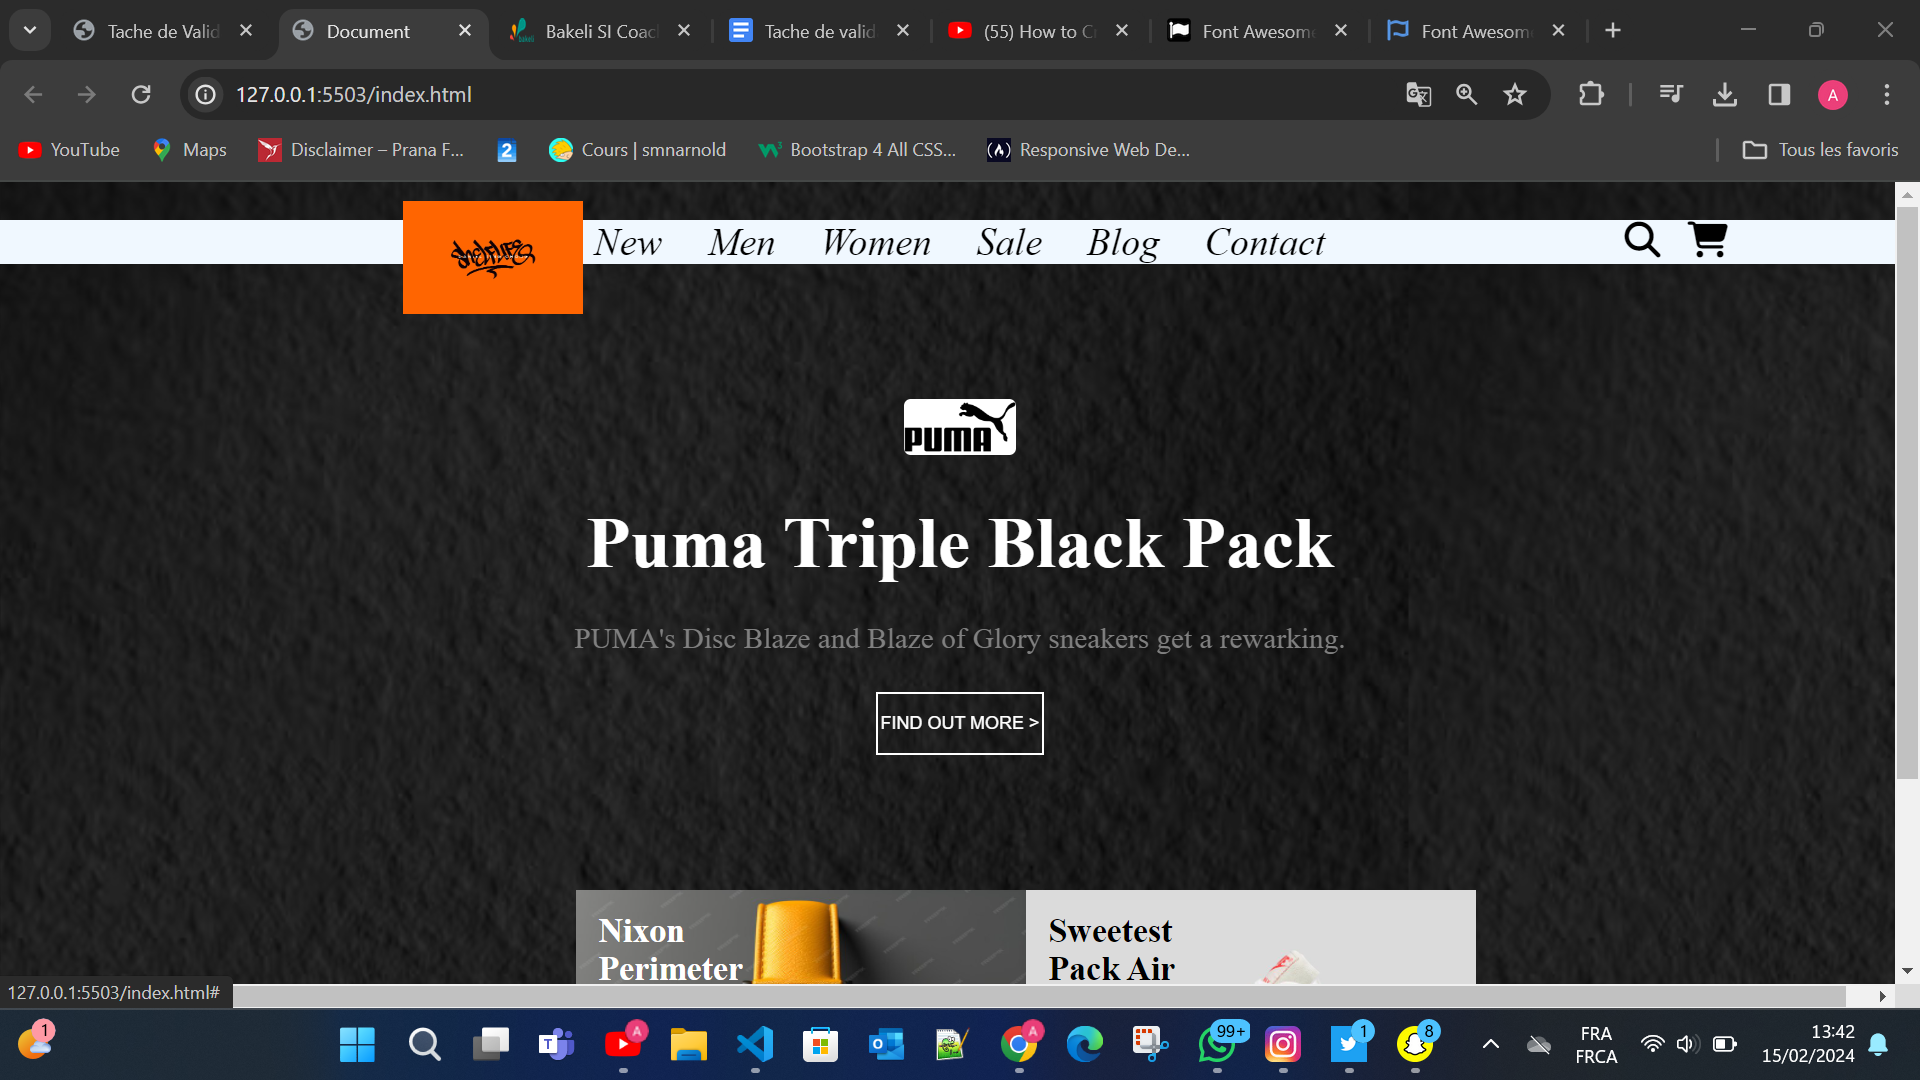 Tache de Valid
Document
Bakeli SI Coac
Tache de valid
(55) How to C
Font Awesom
Font Awesom
127.0.0.1:5503/index.html
A
YouTube
Maps
Disclaimer – Prana F...
2
Cours | smnarnold
Bootstrap 4 All CSS...
Responsive Web De...
Tous les favoris
New
Men
Women
Sale
Blog
Contact
PUMA
Puma Triple Black Pack
PUMA's Disc Blaze and Blaze of Glory sneakers get a rewarking.
FIND OUT MORE >
Nixon
Perimeter
Sweetest
Pack Air
127.0.0.1:5503/index.html#
1
A
A
99+
1
8
FRA
FRCA
13:42
15/02/2024